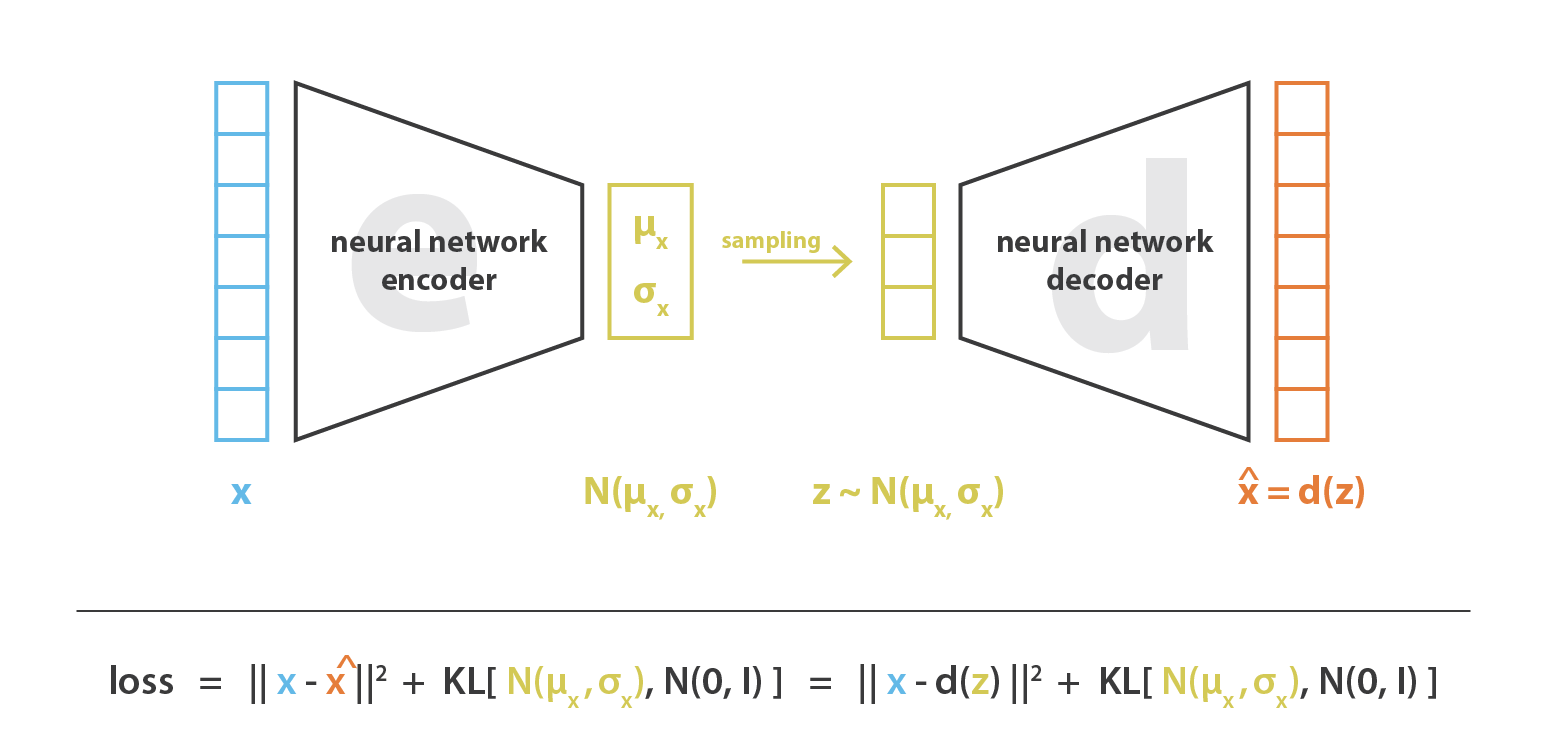 e
neural network
encoder
μx
σx
sampling
d
neural network
decoder
x
N(μx, σx)
z ~ N(μx, σx)
x̂ = d(z)
loss = || x - x̂ ||² + KL[ N(μx , σx), N(0, I) ] = || x - d(z) ||² + KL[ N(μx , σx), N(0, I) ]